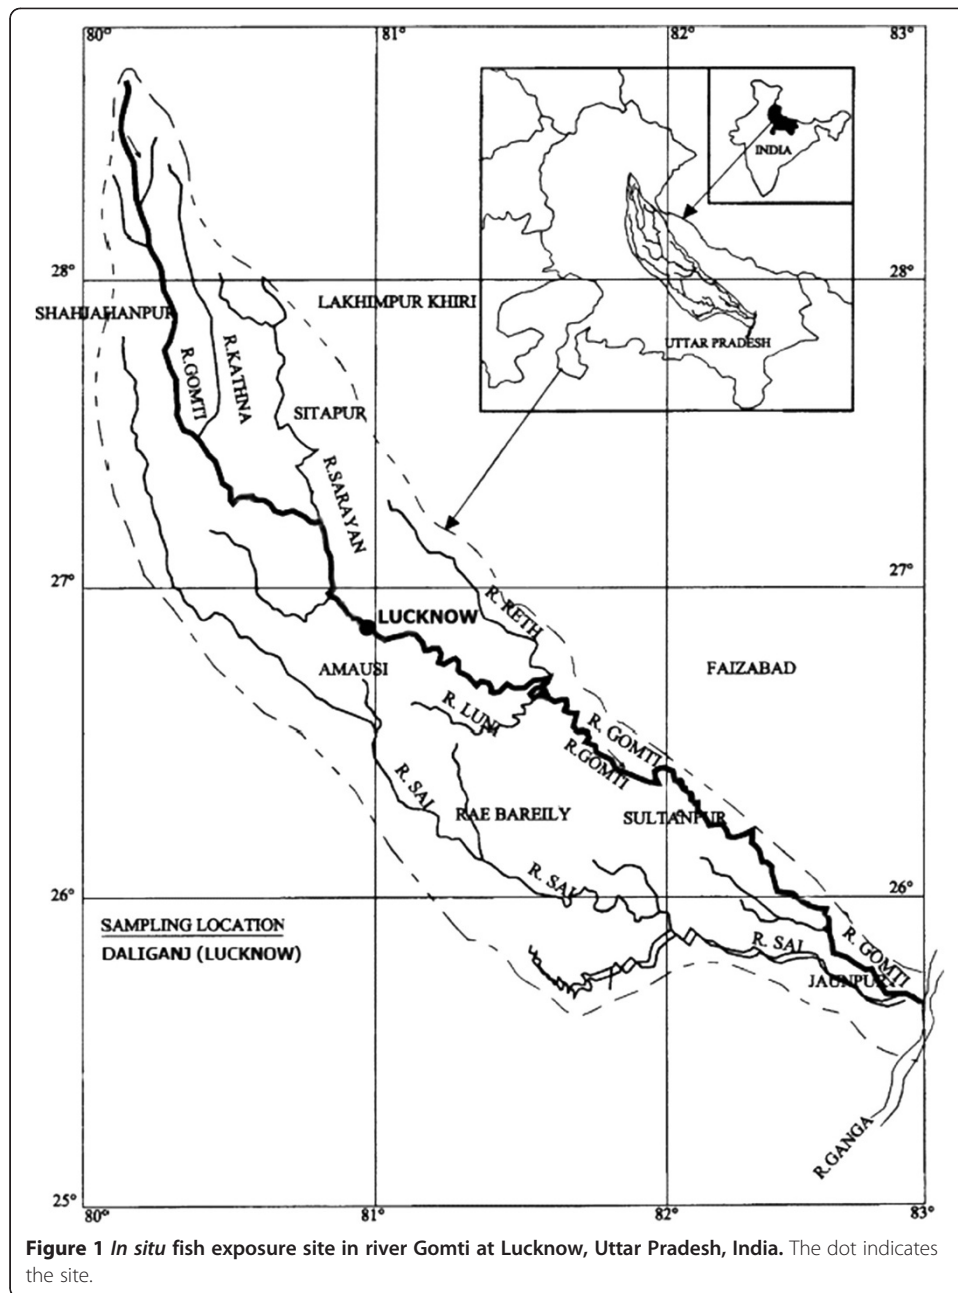 80°
81°
82°
83°
INDIA
28°
28°
SHAHJAHANPUR
LAKHIMPUR KHIRI
UTTAR PRADESH
R.GOMTI
R.KATHNA
SITAPUR
R.SARAYAN
27°
27°
R. RETH
LUCKNOW
AMAUSI
FAIZABAD
R. LUNI
R. GOMTI
R.GOMTI
R. SAI
RAE BAREILY
SULTANPUR
R. SAI
26°
26°
SAMPLING LOCATION
DALIGANJ (LUCKNOW)
R. SAI
R. GOMTI
JAUNPUR
R.GANGA
25°
80°
81°
82°
83°
Figure 1 In situ fish exposure site in river Gomti at Lucknow, Uttar Pradesh, India. The dot indicates
the site.